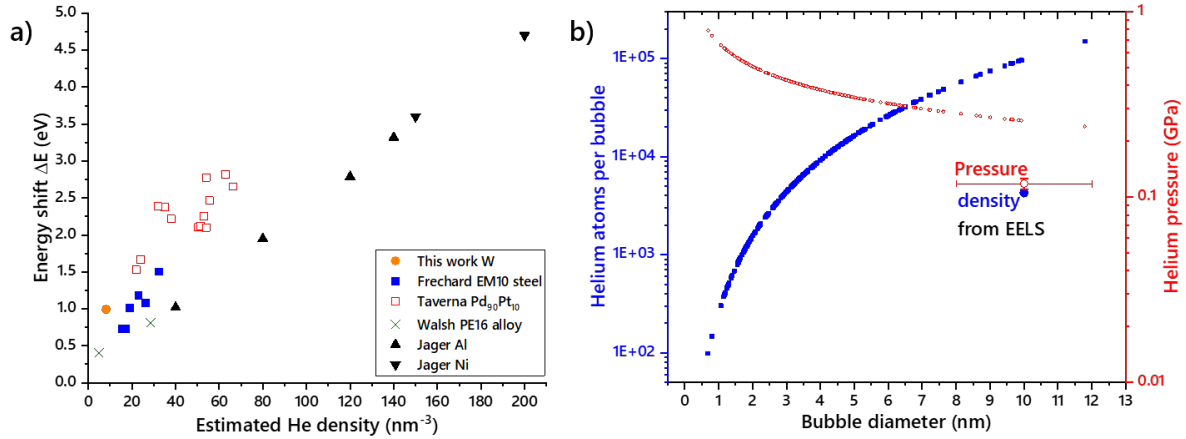 a)
Energy shift ΔE (eV)
5.0
4.5
4.0
3.5
3.0
2.5
2.0
1.5
1.0
0.5
0.0
0 20 40 60 80 100 120 140 160 180 200
Estimated He density (nm⁻³)
This work W
Frechard EM10 steel
Taverna Pd₉₀Pt₁₀
Walsh PE16 alloy
Jager Al
Jager Ni
b)
Helium atoms per bubble
1E+05
1E+04
1E+03
1E+02
0 1 2 3 4 5 6 7 8 9 10 11 12 13
Bubble diameter (nm)
Pressure
density
from EELS
1
0.1
0.01
Helium pressure (GPa)